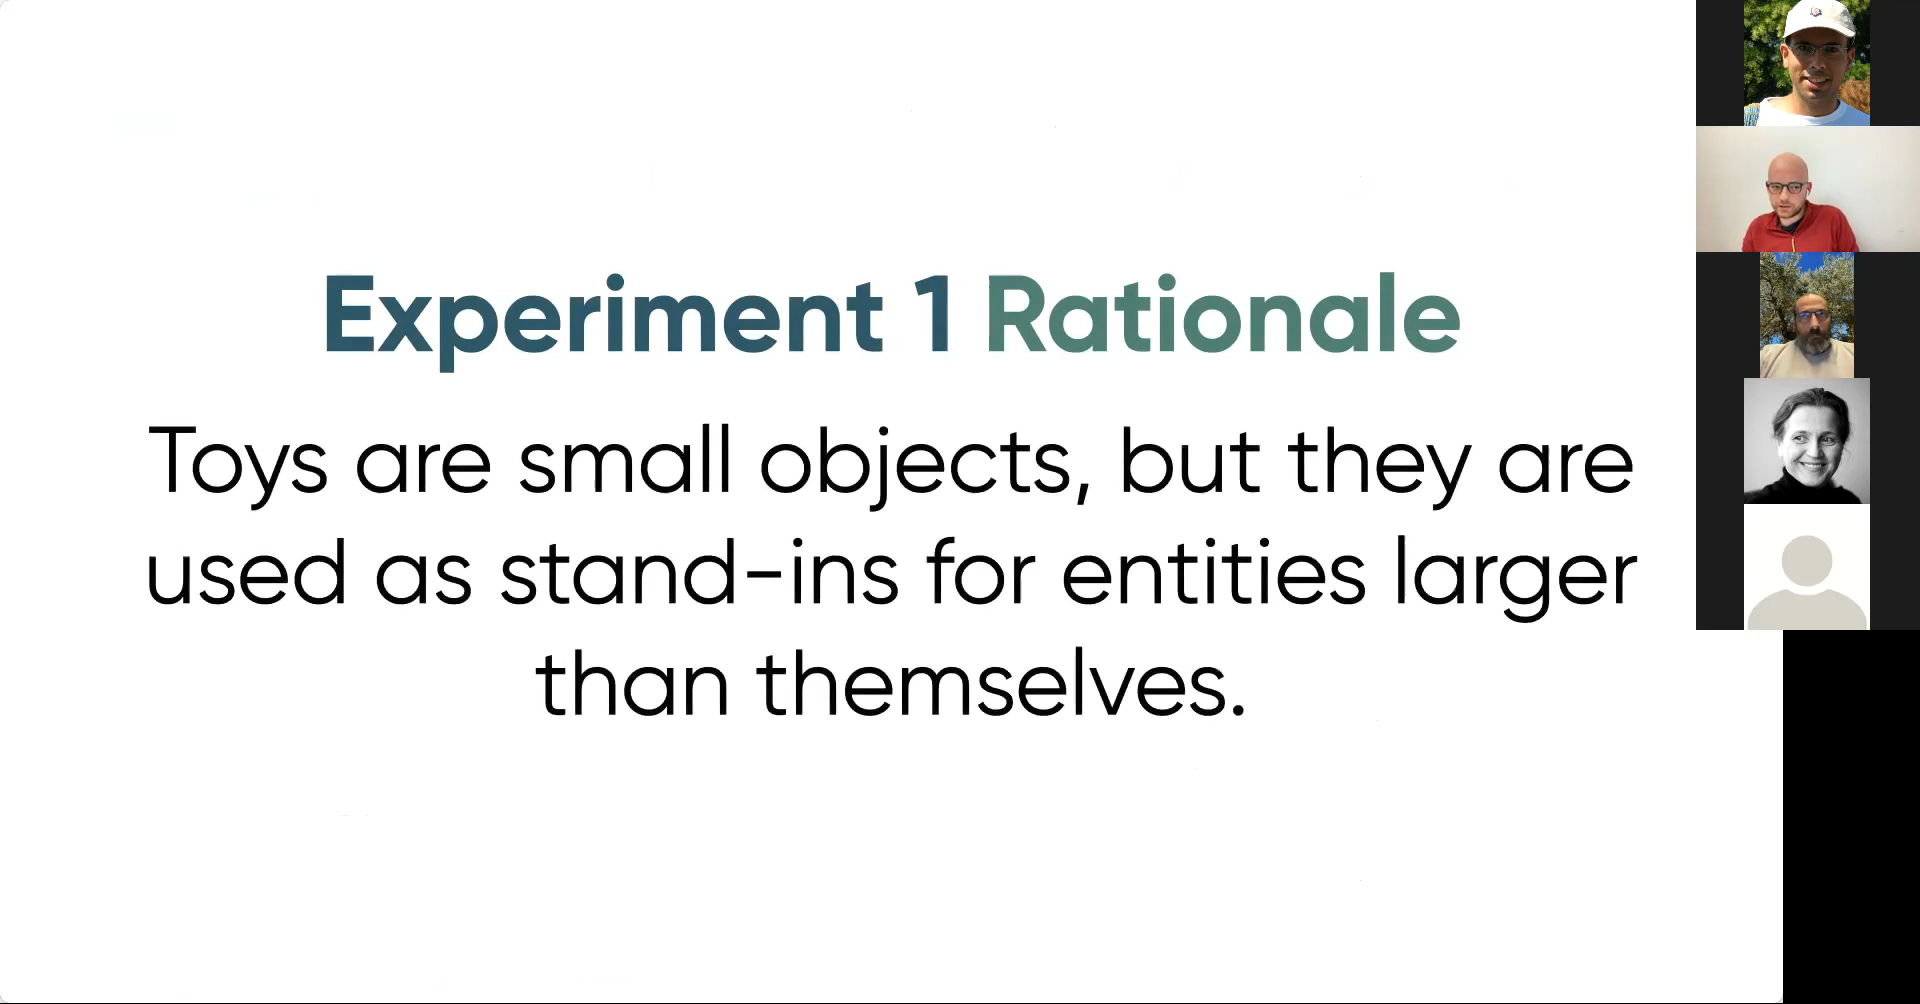 Experiment 1 Rationale
Toys are small objects, but they are
used as stand-ins for entities larger
than themselves.